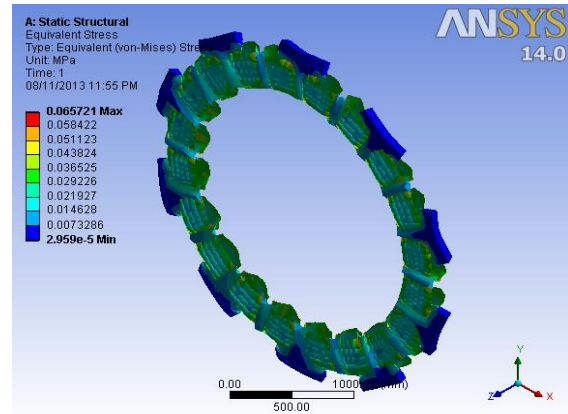 A: Static Structural
Equivalent Stress
Type: Equivalent (von-Mises) Stre
Unit: MPa
Time: 1
08/11/2013 11:55 PM
0.065721 Max
0.058422
0.051123
0.043824
0.036525
0.029226
0.021927
0.014628
0.0073286
2.959e-5 Min
ANSYS
14.0
0.00
500.00
Y
Z
X